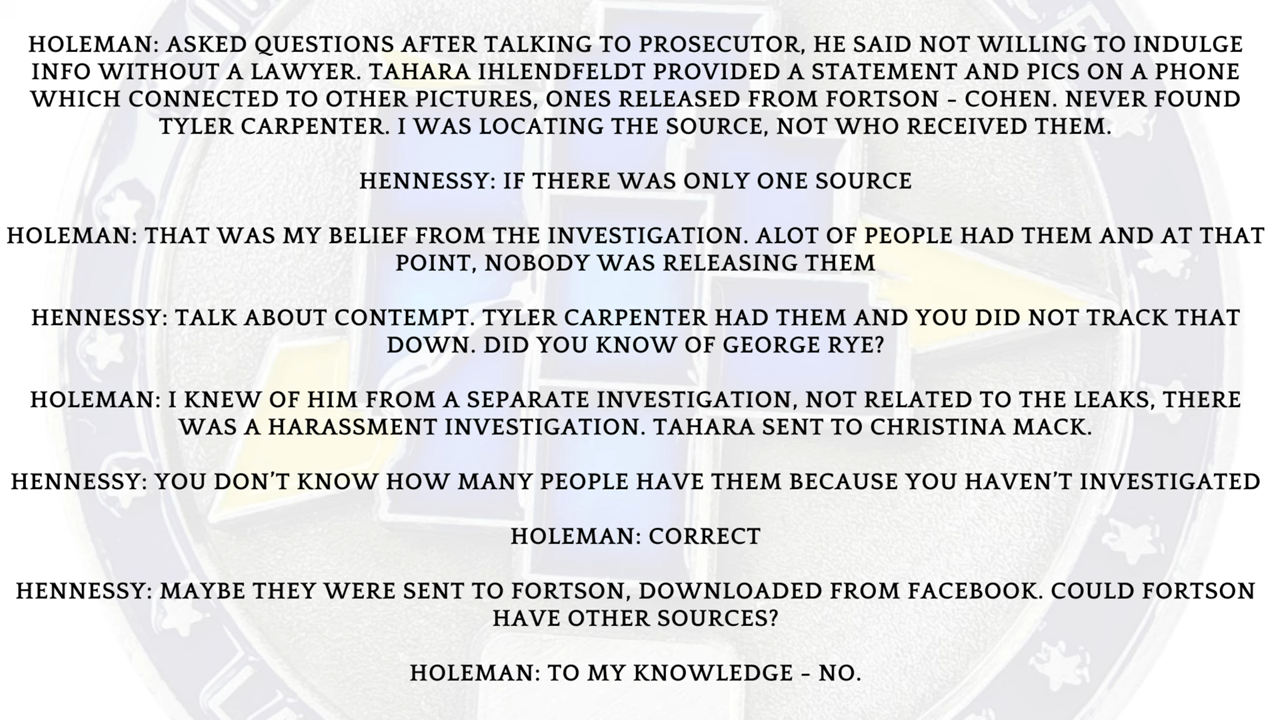 HOLEMAN: ASKED QUESTIONS AFTER TALKING TO PROSECUTOR, HE SAID NOT WILLING TO INDULGE
INFO WITHOUT A LAWYER. TAHARA IHLENDFELDT PROVIDED A STATEMENT AND PICS ON A PHONE
WHICH CONNECTED TO OTHER PICTURES, ONES RELEASED FROM FORTSON - COHEN. NEVER FOUND
TYLER CARPENTER. I WAS LOCATING THE SOURCE, NOT WHO RECEIVED THEM.
HENNESSY: IF THERE WAS ONLY ONE SOURCE
HOLEMAN: THAT WAS MY BELIEF FROM THE INVESTIGATION. ALOT OF PEOPLE HAD THEM AND AT THAT
POINT, NOBODY WAS RELEASING THEM
HENNESSY: TALK ABOUT CONTEMPT. TYLER CARPENTER HAD THEM AND YOU DID NOT TRACK THAT
DOWN. DID YOU KNOW OF GEORGE RYE?
HOLEMAN: I KNEW OF HIM FROM A SEPARATE INVESTIGATION, NOT RELATED TO THE LEAKS, THERE
WAS A HARASSMENT INVESTIGATION. TAHARA SENT TO CHRISTINA MACK.
HENNESSY: YOU DON'T KNOW HOW MANY PEOPLE HAVE THEM BECAUSE YOU HAVEN'T INVESTIGATED
HOLEMAN: CORRECT
HENNESSY: MAYBE THEY WERE SENT TO FORTSON, DOWNLOADED FROM FACEBOOK. COULD FORTSON
HAVE OTHER SOURCES?
HOLEMAN: TO MY KNOWLEDGE - NO.